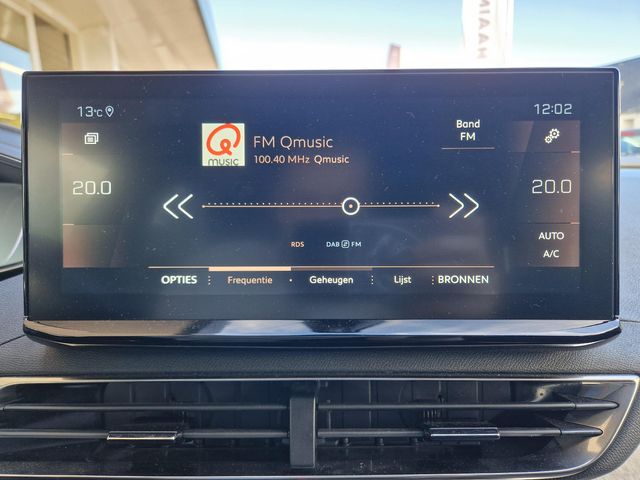 13°C
12:02
Q
MUSIC
FM Qmusic
100.40 MHz Qmusic
Band
FM
20.0
20.0
RDS
DAB FM
AUTO
A/C
OPTIES
Frequentie
Geheugen
Lijst
BRONNEN